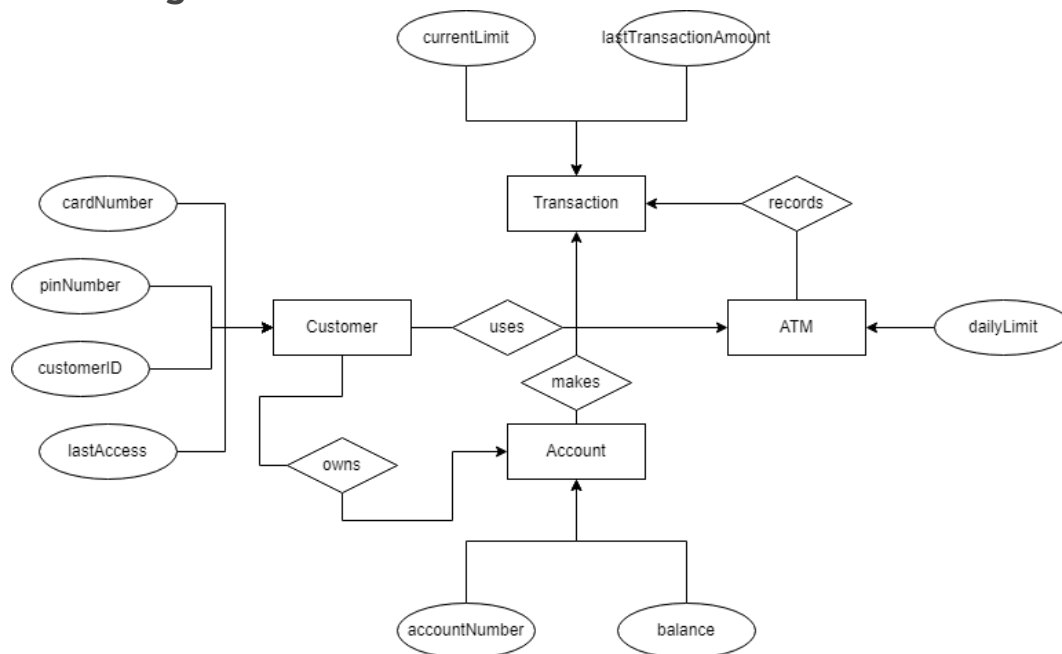 currentLimit
lastTransactionAmount
cardNumber
Transaction
records
pinNumber
Customer
uses
ATM
dailyLimit
customerID
makes
lastAccess
owns
Account
accountNumber
balance